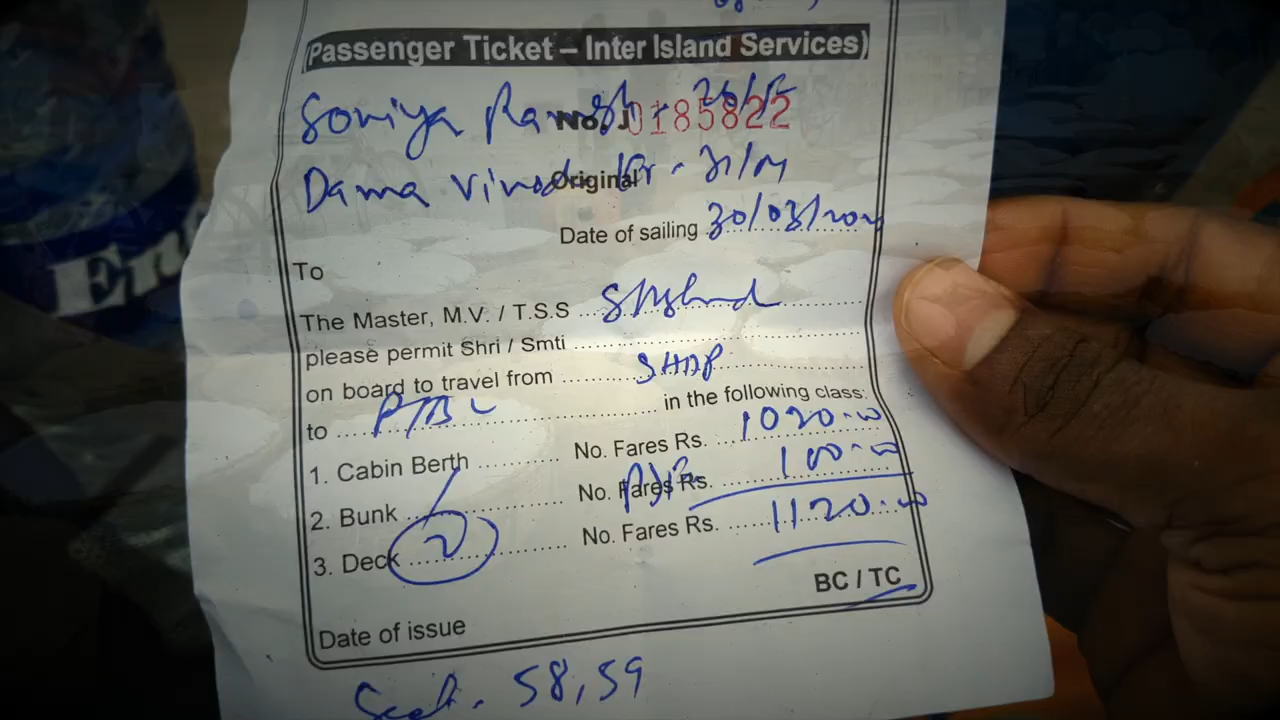 (Passenger Ticket – Inter Island Services)
Soniya
No. J 0185822
Dama Vinod Kr - 31/M
Original
Date of sailing 30/03/
To
The Master, M.V. / T.S.S
please permit Shri / Smti
on board to travel from SHDP
to PTBL in the following class:
1. Cabin Berth No. Fares Rs. 1020.00
2. Bunk No. Fares Rs. 100.00
3. Deck 2 No. Fares Rs. 1120.00
BC / TC
Date of issue
Seat. 58,59